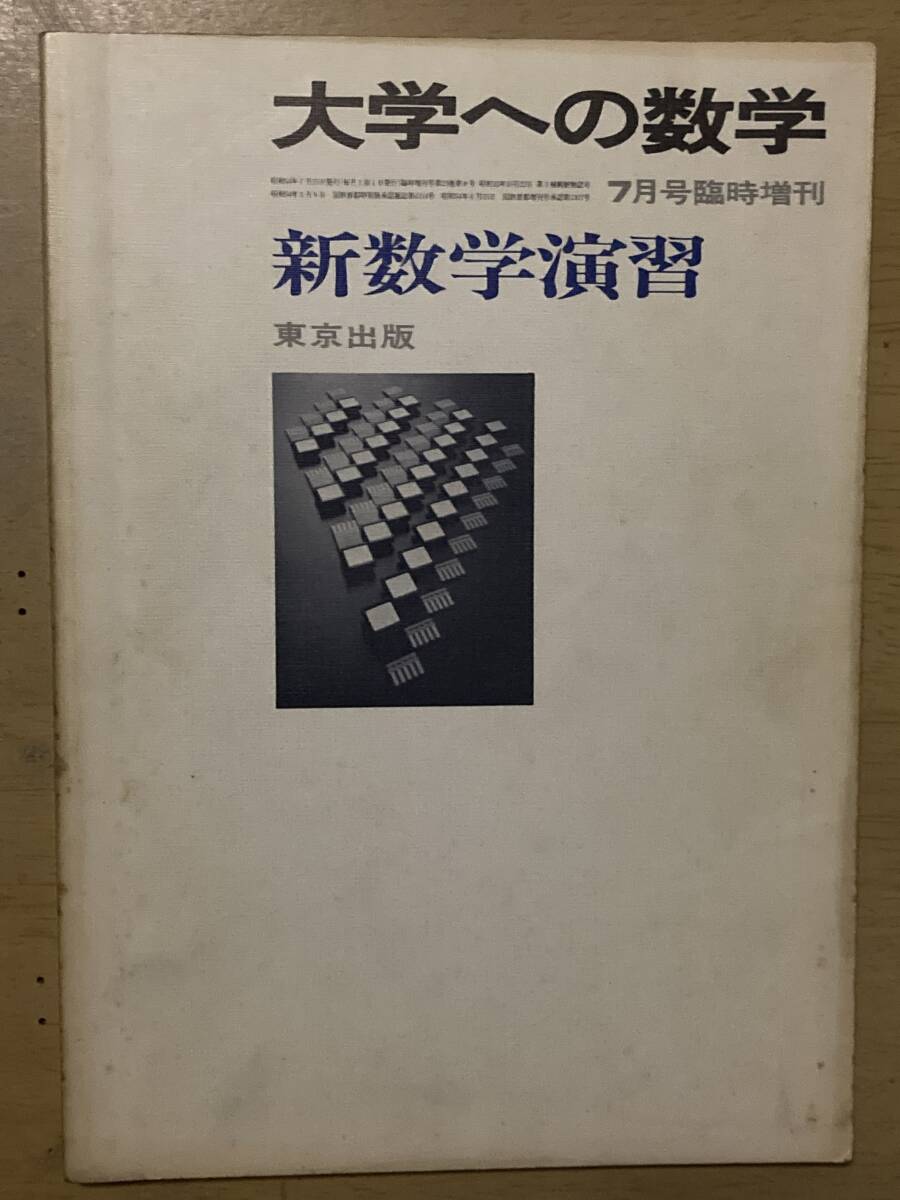 大学への数学
7月号臨時増刊
新数学演習
東京出版